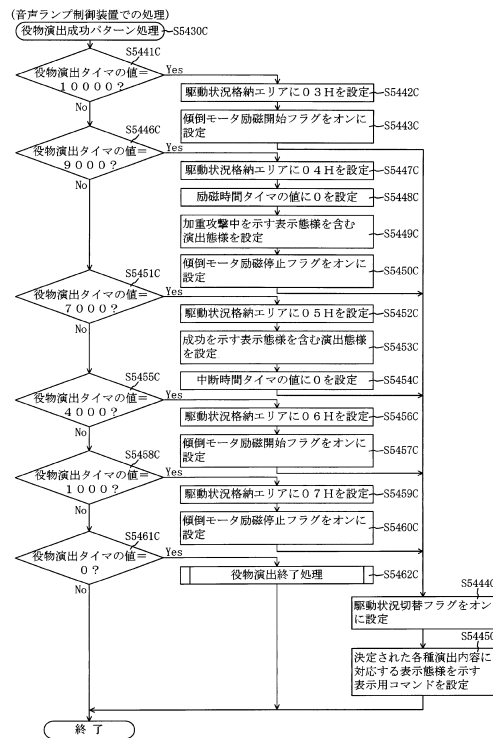 (音声ランプ制御装置での処理)
役物演出成功パターン処理
S5430C
S5441C
役物演出タイマの値=
10000?
Yes
No
駆動状況格納エリアに03Hを設定
S5442C
傾倒モータ励磁開始フラグをオンに
設定
S5443C
S5446C
役物演出タイマの値=
9000?
Yes
No
駆動状況格納エリアに04Hを設定
S5447C
励磁時間タイマの値に0を設定
S5448C
加重攻撃中を示す表示態様を含む
演出態様を設定
S5449C
傾倒モータ励磁停止フラグをオンに
設定
S5450C
S5451C
役物演出タイマの値=
7000?
Yes
No
駆動状況格納エリアに05Hを設定
S5452C
成功を示す表示態様を含む演出態様
を設定
S5453C
中断時間タイマの値に0を設定
S5454C
S5455C
役物演出タイマの値=
4000?
Yes
No
駆動状況格納エリアに06Hを設定
S5456C
傾倒モータ励磁開始フラグをオンに
設定
S5457C
S5458C
役物演出タイマの値=
1000?
Yes
No
駆動状況格納エリアに07Hを設定
S5459C
傾倒モータ励磁停止フラグをオンに
設定
S5460C
S5461C
役物演出タイマの値=
0?
Yes
No
役物演出終了処理
S5462C
S5444C
駆動状況切替フラグをオン
に設定
S5445C
決定された各種演出内容に
対応する表示態様を示す
表示用コマンドを設定
終了